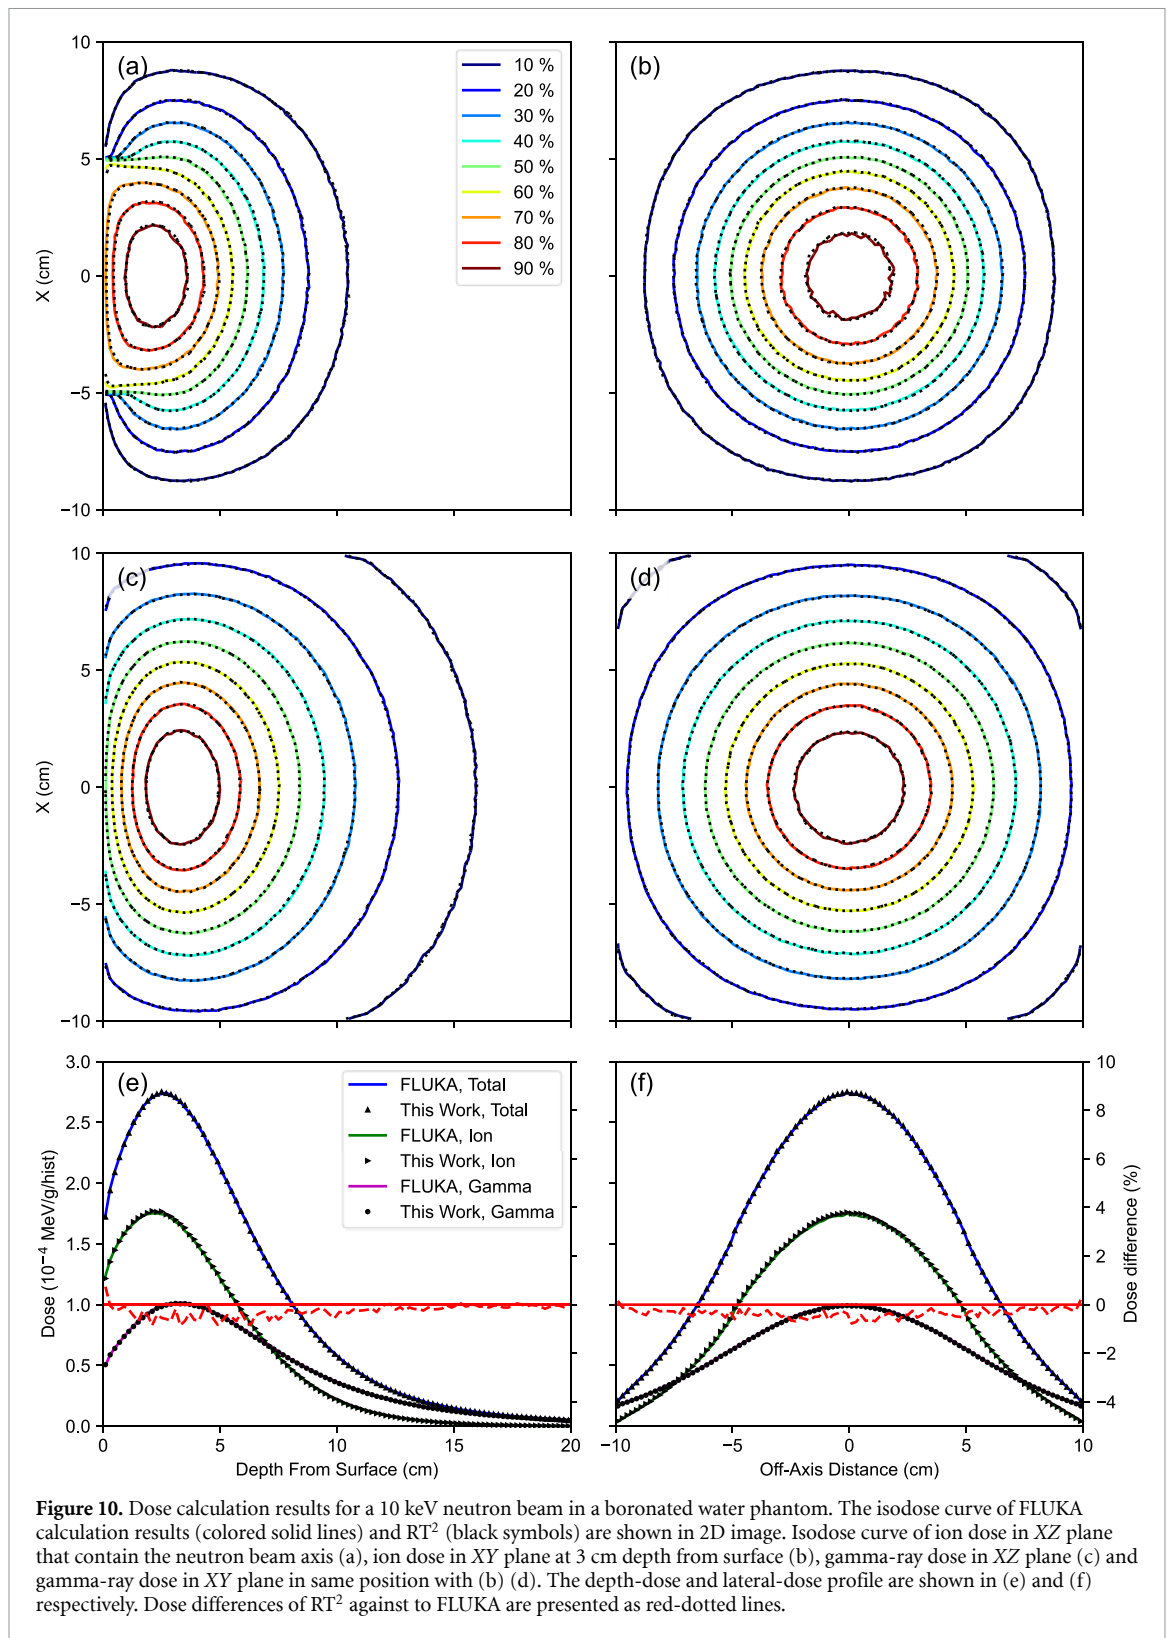 (a)
(b)
10
5
0
−5
−10
X (cm)
10 %
20 %
30 %
40 %
50 %
60 %
70 %
80 %
90 %
(c)
(d)
10
5
0
−5
−10
X (cm)
(e)
(f)
3.0
2.5
2.0
1.5
1.0
0.5
0.0
Dose (10⁻⁴ MeV/g/hist)
FLUKA, Total
This Work, Total
FLUKA, Ion
This Work, Ion
FLUKA, Gamma
This Work, Gamma
10
8
6
4
2
0
−2
−4
Dose difference (%)
0 5 10 15 20
Depth From Surface (cm)
−10 −5 0 5 10
Off-Axis Distance (cm)
Figure 10. Dose calculation results for a 10 keV neutron beam in a boronated water phantom. The isodose curve of FLUKA
calculation results (colored solid lines) and RT² (black symbols) are shown in 2D image. Isodose curve of ion dose in XZ plane
that contain the neutron beam axis (a), ion dose in XY plane at 3 cm depth from surface (b), gamma-ray dose in XZ plane (c) and
gamma-ray dose in XY plane in same position with (b) (d). The depth-dose and lateral-dose profile are shown in (e) and (f)
respectively. Dose differences of RT² against to FLUKA are presented as red-dotted lines.